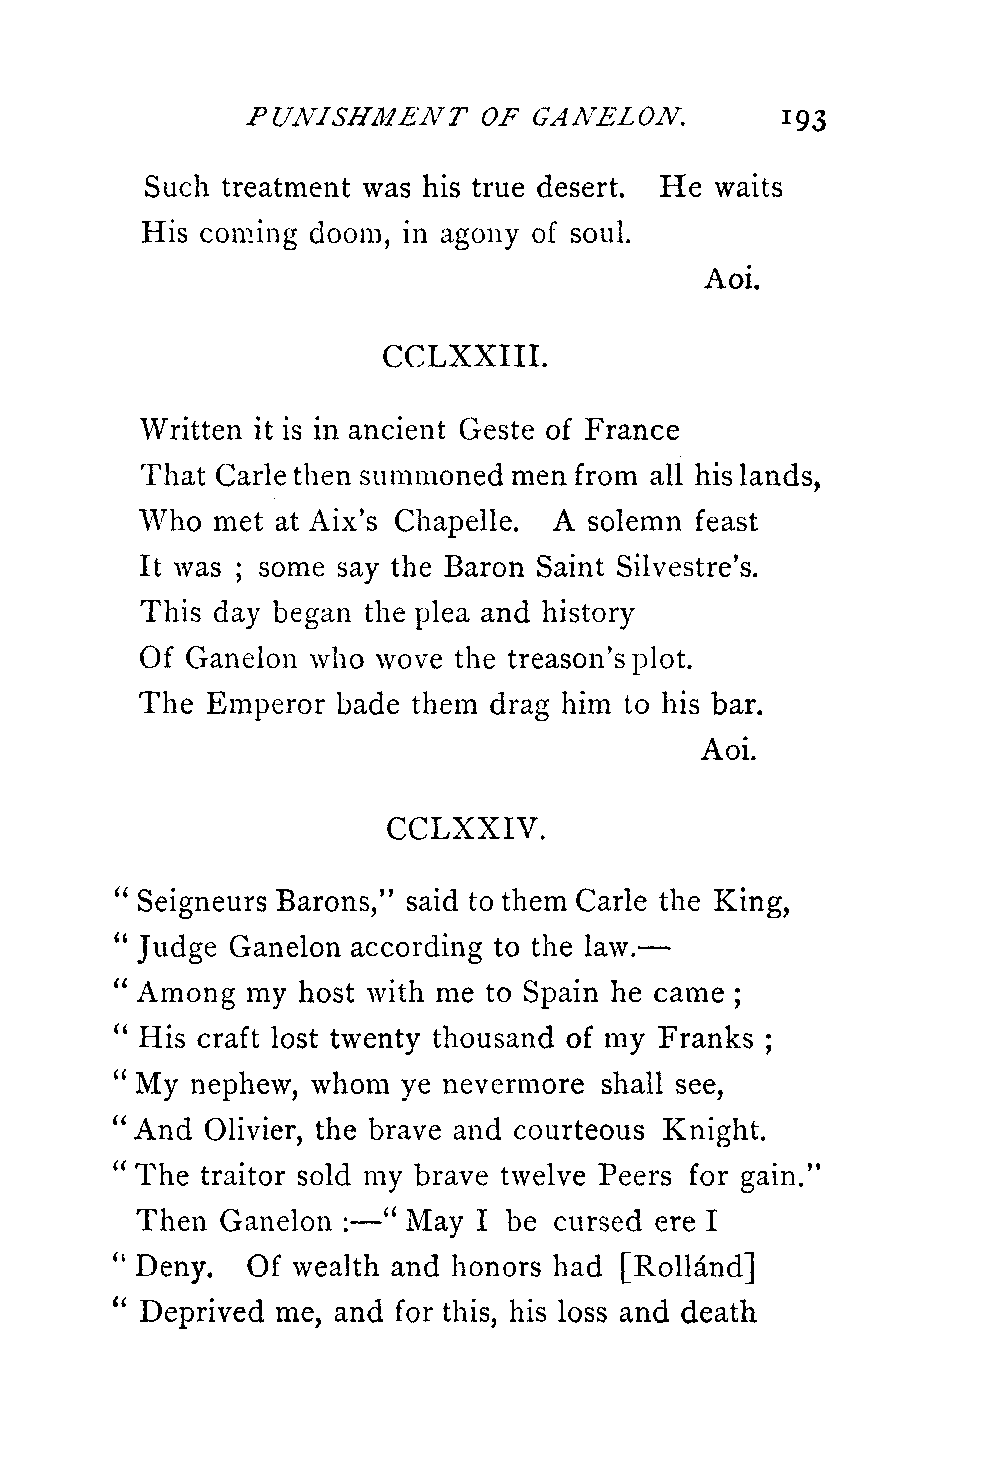 PUNISHMENT OF GANELON. 193
Such treatment was his true desert. He waits
His coming doom, in agony of soul.
Aoi.
CCLXXIII.
Written it is in ancient Geste of France
That Carle then summoned men from all his lands,
Who met at Aix's Chapelle. A solemn feast
It was ; some say the Baron Saint Silvestre's.
This day began the plea and history
Of Ganelon who wove the treason's plot.
The Emperor bade them drag him to his bar.
Aoi.
CCLXXIV.
“ Seigneurs Barons,” said to them Carle the King,
“ Judge Ganelon according to the law.—
“ Among my host with me to Spain he came ;
“ His craft lost twenty thousand of my Franks ;
“ My nephew, whom ye nevermore shall see,
“ And Olivier, the brave and courteous Knight.
“ The traitor sold my brave twelve Peers for gain.”
Then Ganelon :—“ May I be cursed ere I
“ Deny. Of wealth and honors had [Rollánd]
“ Deprived me, and for this, his loss and death